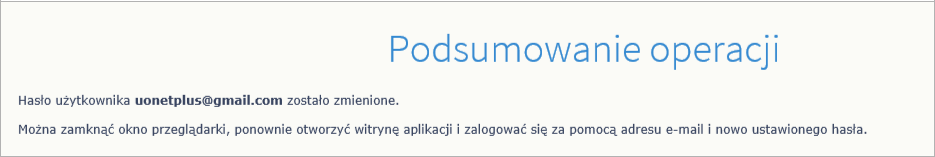 Podsumowanie operacji
Hasło użytkownika uonetplus@gmail.com zostało zmienione.
Można zamknąć okno przeglądarki, ponownie otworzyć witrynę aplikacji i zalogować się za pomocą adresu e-mail i nowo ustawionego hasła.